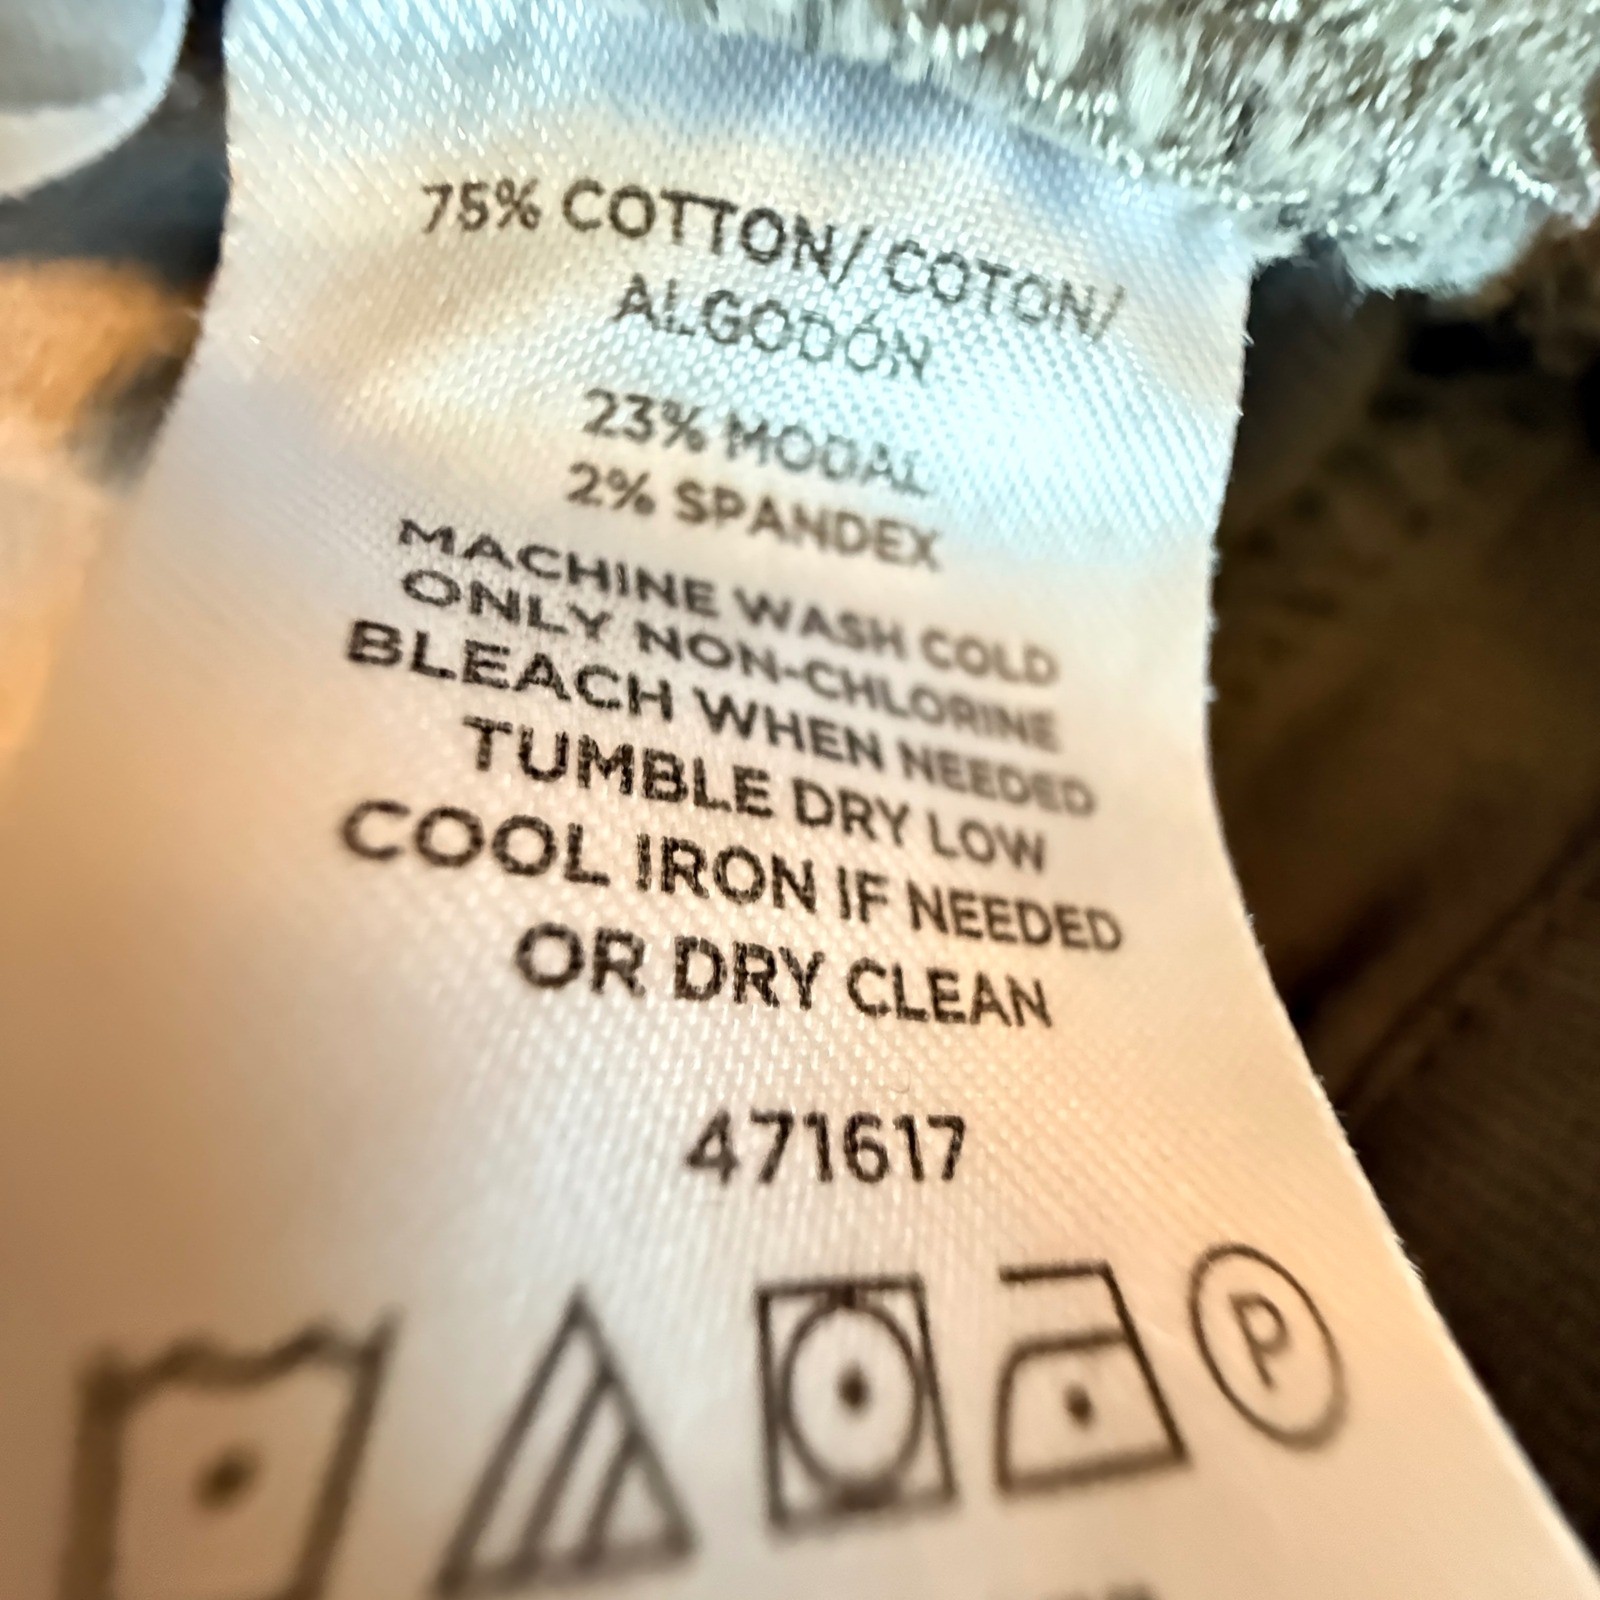 75% COTTON/ COTON/
ALGODÓN
23% MODAL
2% SPANDEX
MACHINE WASH COLD
ONLY NON-CHLORINE
BLEACH WHEN NEEDED
TUMBLE DRY LOW
COOL IRON IF NEEDED
OR DRY CLEAN
471617
P